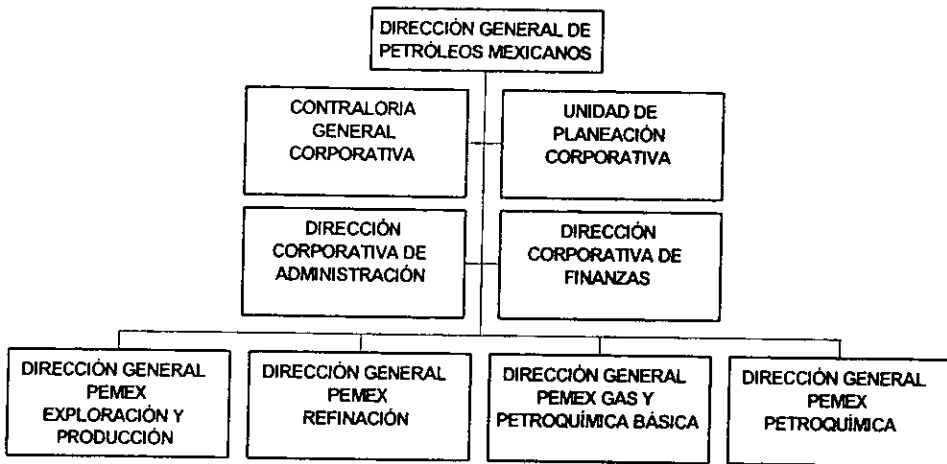 DIRECCIÓN GENERAL DE
PETRÓLEOS MEXICANOS
CONTRALORIA
GENERAL
CORPORATIVA
UNIDAD DE
PLANEACIÓN
CORPORATIVA
DIRECCIÓN
CORPORATIVA DE
ADMINISTRACIÓN
DIRECCIÓN
CORPORATIVA DE
FINANZAS
DIRECCIÓN GENERAL
PEMEX
EXPLORACIÓN Y
PRODUCCIÓN
DIRECCIÓN GENERAL
PEMEX
REFINACIÓN
DIRECCIÓN GENERAL
PEMEX GAS Y
PETROQUÍMICA BÁSICA
DIRECCIÓN GENERAL
PEMEX
PETROQUÍMICA